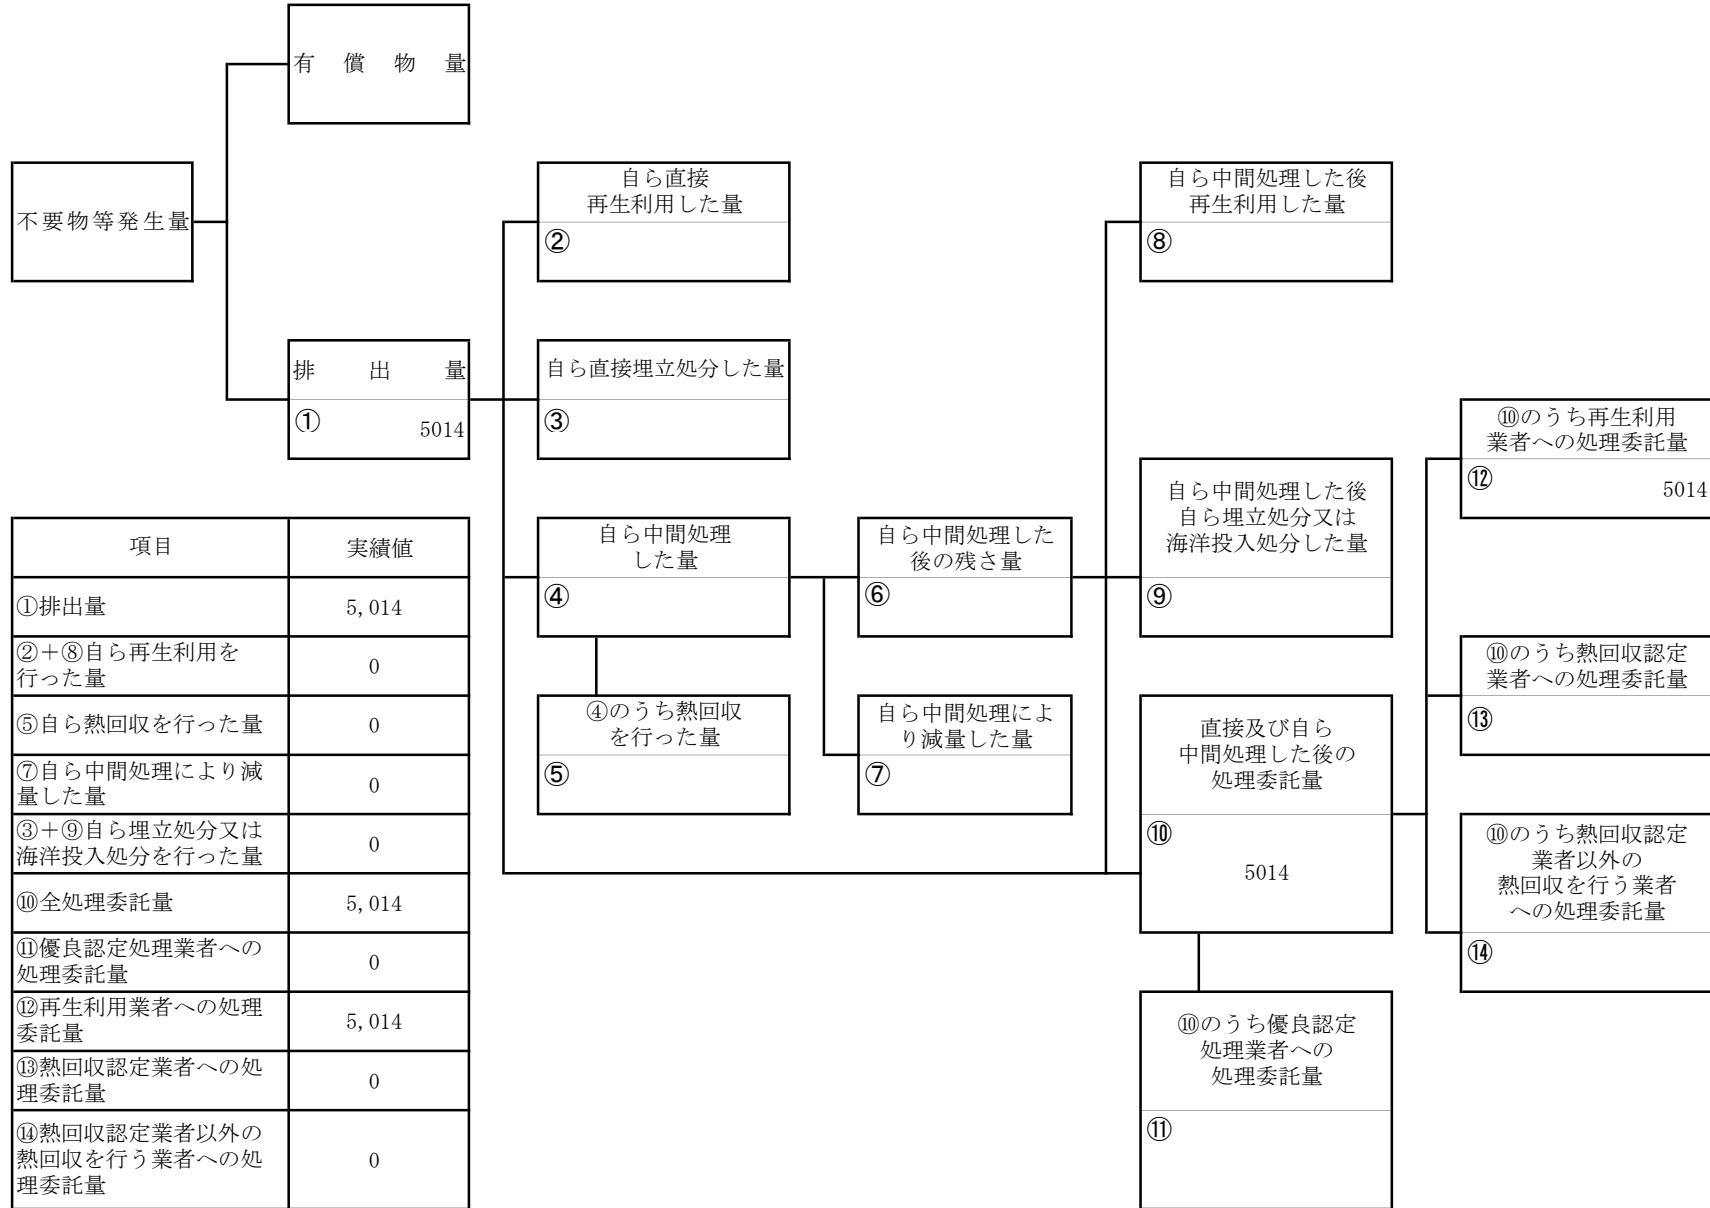 有償物量
不要物等発生量
排出量
①
5014
自ら直接
再生利用した量
②
自ら直接埋立処分した量
③
自ら中間処理
した量
④
④のうち熱回収
を行った量
⑤
自ら中間処理した
後の残さ量
⑥
自ら中間処理によ
り減量した量
⑦
自ら中間処理した後
再生利用した量
⑧
自ら中間処理した後
自ら埋立処分又は
海洋投入処分した量
⑨
直接及び自ら
中間処理した後の
処理委託量
⑩
5014
⑩のうち優良認定
処理業者への
処理委託量
⑪
⑩のうち再生利用
業者への処理委託量
⑫
5014
⑩のうち熱回収認定
業者への処理委託量
⑬
⑩のうち熱回収認定
業者以外の
熱回収を行う業者
への処理委託量
⑭
項目 実績値
①排出量 5,014
②＋⑧自ら再生利用を
行った量 0
⑤自ら熱回収を行った量 0
⑦自ら中間処理により減
量した量 0
③＋⑨自ら埋立処分又は
海洋投入処分を行った量 0
⑩全処理委託量 5,014
⑪優良認定処理業者への
処理委託量 0
⑫再生利用業者への処理
委託量 5,014
⑬熱回収認定業者への処
理委託量 0
⑭熱回収認定業者以外の
熱回収を行う業者への処
理委託量 0